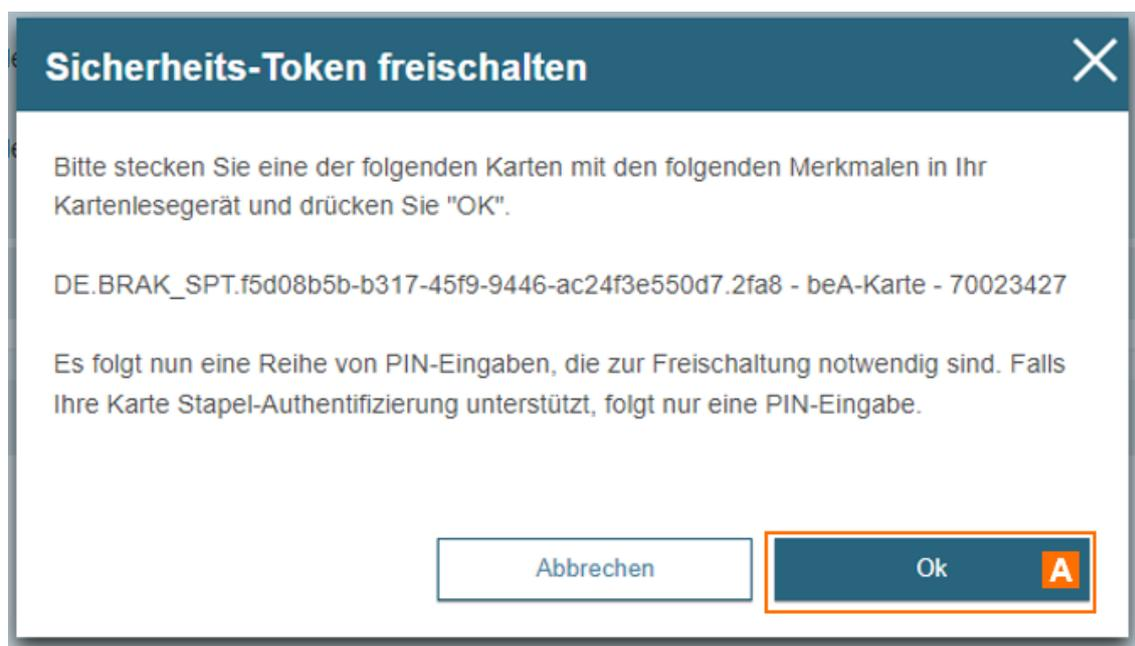 Sicherheits-Token freischalten
Bitte stecken Sie eine der folgenden Karten mit den folgenden Merkmalen in Ihr
Kartenlesegerät und drücken Sie "OK".
DE.BRAK_SPT.f5d08b5b-b317-45f9-9446-ac24f3e550d7.2fa8 - beA-Karte - 70023427
Es folgt nun eine Reihe von PIN-Eingaben, die zur Freischaltung notwendig sind. Falls
Ihre Karte Stapel-Authentifizierung unterstützt, folgt nur eine PIN-Eingabe.
Abbrechen
Ok
A